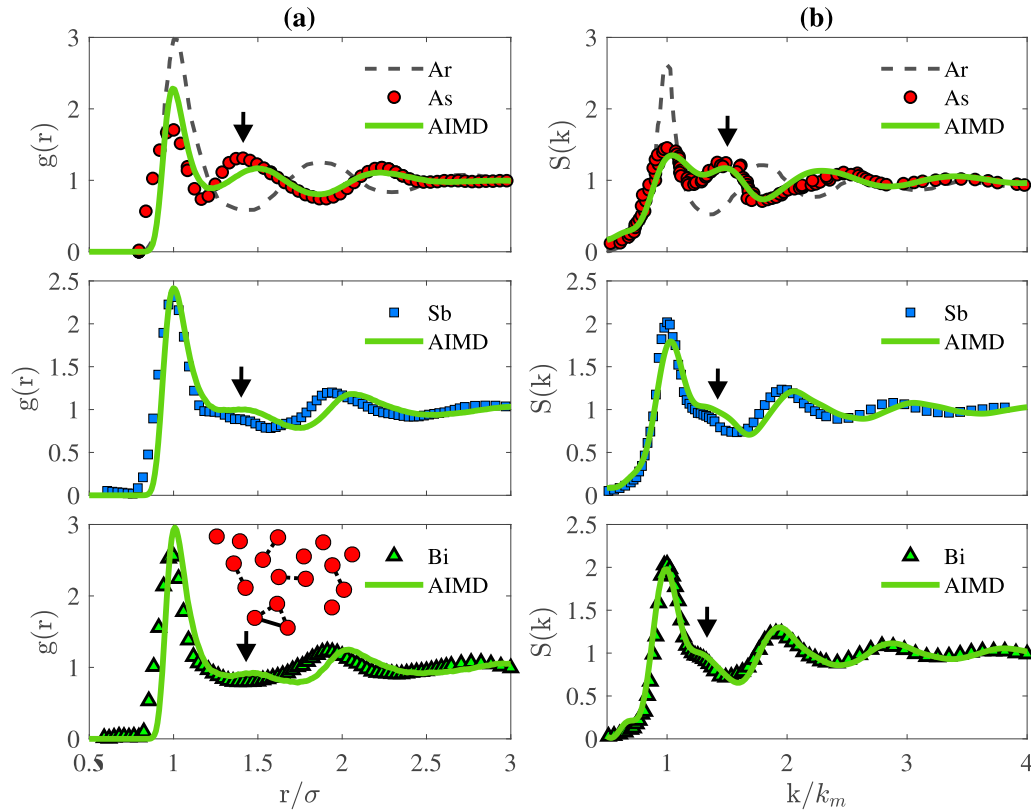 (a)
3
2
1
0
g(r)
Ar
As
AIMD
(b)
3
2
1
0
S(k)
Ar
As
AIMD
2.5
2
1.5
1
0.5
0
g(r)
Sb
AIMD
2.5
2
1.5
1
0.5
0
S(k)
Sb
AIMD
3
2
1
0
g(r)
Bi
AIMD
0.5 1 1.5 2 2.5 3
r/σ
2.5
2
1.5
1
0.5
0
S(k)
Bi
AIMD
1 2 3 4
k/kₘ